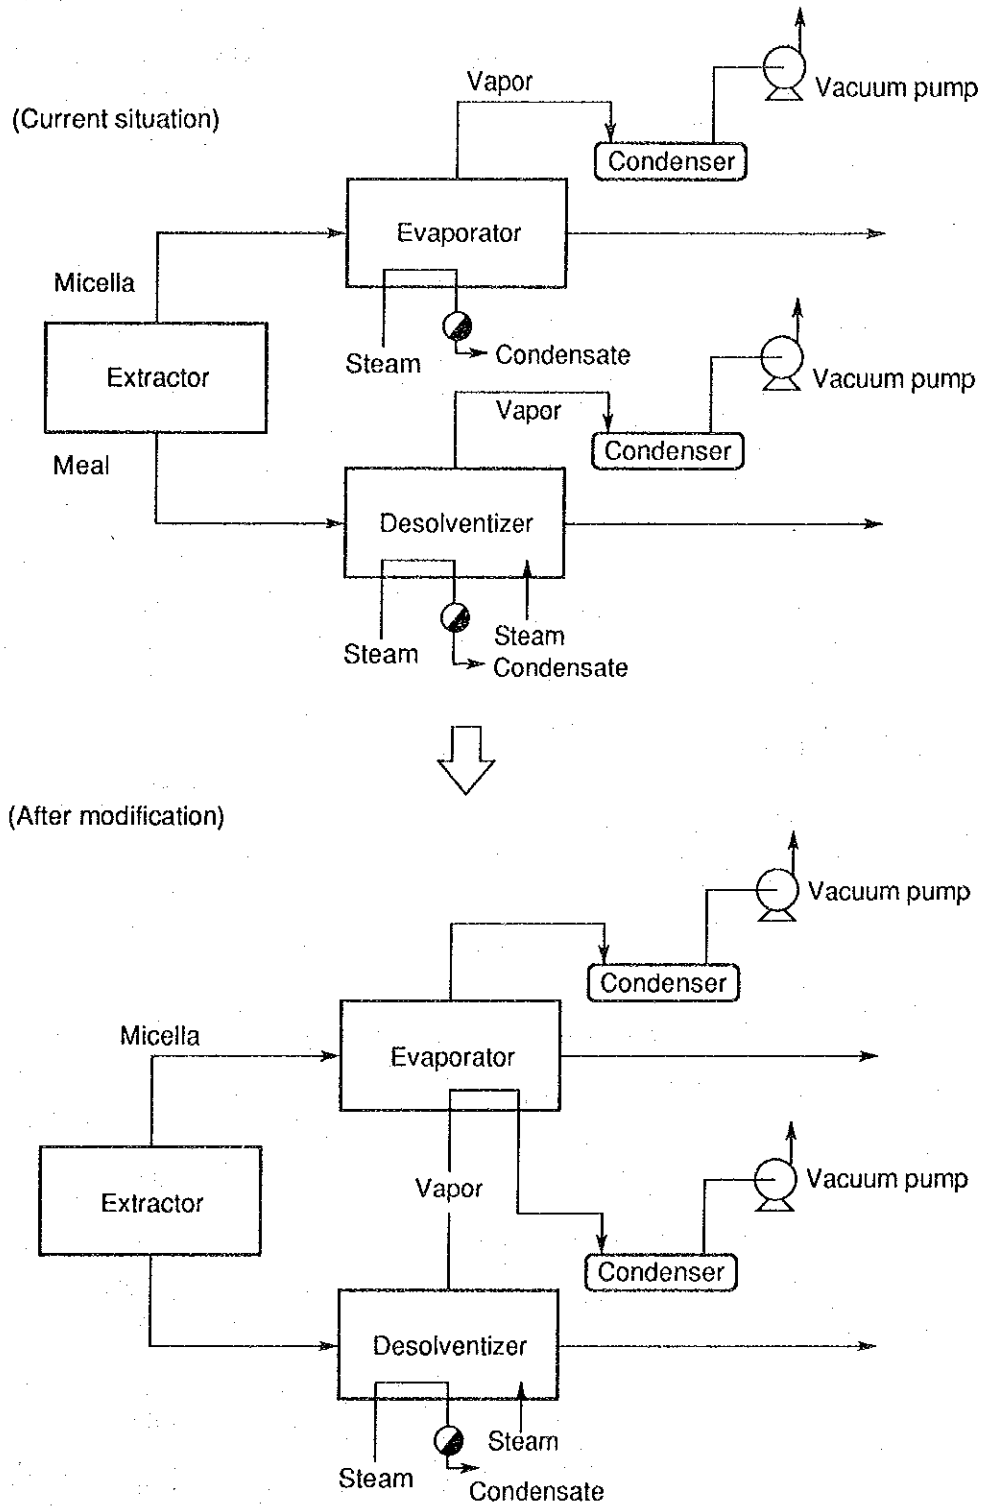 Vapor
Vacuum pump
(Current situation)
Condenser
Evaporator
Micella
Steam
Condensate
Vacuum pump
Extractor
Vapor
Condenser
Meal
Desolventizer
Steam
Steam
Condensate
(After modification)
Vacuum pump
Condenser
Micella
Evaporator
Vapor
Vacuum pump
Extractor
Condenser
Desolventizer
Steam
Steam
Condensate